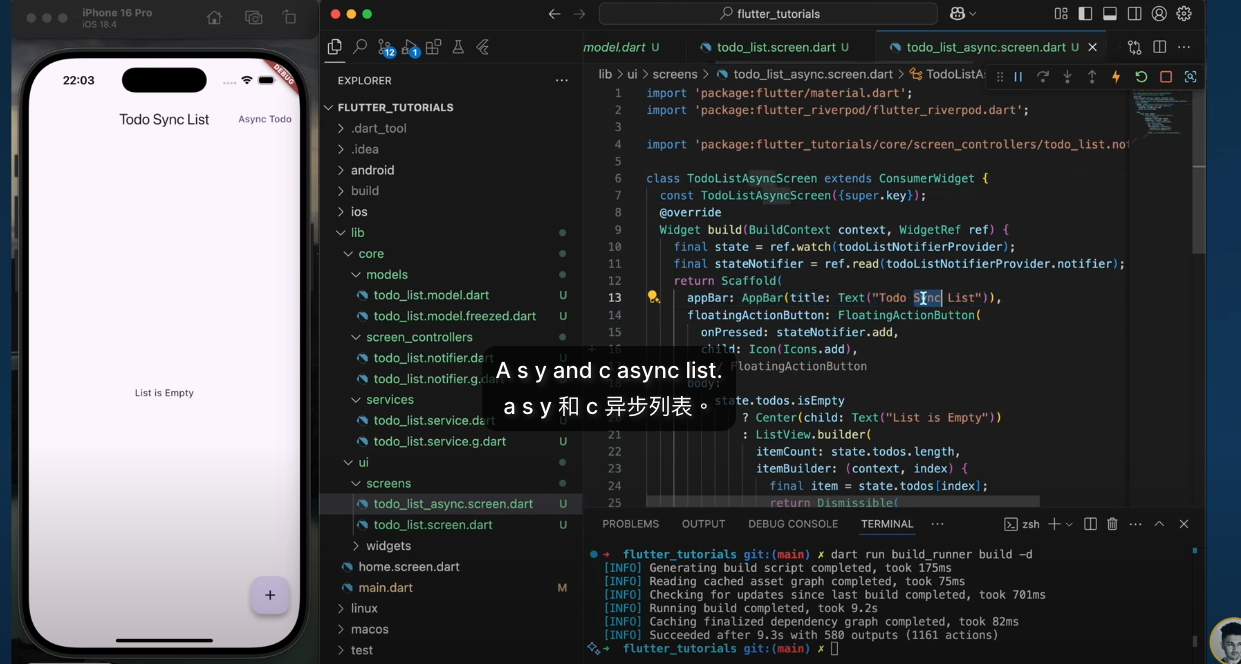 iPhone 16 Pro
iOS 18.4
22:03
DEBUG
Todo Sync List
Async Todo
List is Empty
+
flutter_tutorials
12
1
model.dart U
todo_list.screen.dart U
todo_list_async.screen.dart U
lib > ui > screens > todo_list_async.screen.dart > TodoListAs
EXPLORER
FLUTTER_TUTORIALS
.dart_tool
.idea
android
build
ios
lib
core
models
todo_list.model.dart U
todo_list.model.freezed.dart U
screen_controllers
todo_list.notifier.dart U
todo_list.notifier.g.dart U
services
todo_list.service.dart U
todo_list.service.g.dart U
ui
screens
todo_list_async.screen.dart U
todo_list.screen.dart U
widgets
home.screen.dart
main.dart M
linux
macos
test
1 import 'package:flutter/material.dart';
2 import 'package:flutter_riverpod/flutter_riverpod.dart';
3
4 import 'package:flutter_tutorials/core/screen_controllers/todo_list.not
5
6 class TodoListAsyncScreen extends ConsumerWidget {
7 const TodoListAsyncScreen({super.key});
8 @override
9 Widget build(BuildContext context, WidgetRef ref) {
10 final state = ref.watch(todoListNotifierProvider);
11 final stateNotifier = ref.read(todoListNotifierProvider.notifier);
12 return Scaffold(
13 appBar: AppBar(title: Text("Todo Sync List")),
14 floatingActionButton: FloatingActionButton(
15 onPressed: stateNotifier.add,
16 child: Icon(Icons.add),
/ FloatingActionButton
body:
state.todos.isEmpty
? Center(child: Text("List is Empty"))
21 : ListView.builder(
22 itemCount: state.todos.length,
23 itemBuilder: (context, index) {
24 final item = state.todos[index];
25 return Dismissible(
A s y and c async list.
a s y 和 c 异步列表。
PROBLEMS OUTPUT DEBUG CONSOLE TERMINAL
zsh
flutter_tutorials git:(main) ✗ dart run build_runner build -d
[INFO] Generating build script completed, took 175ms
[INFO] Reading cached asset graph completed, took 75ms
[INFO] Checking for updates since last build completed, took 701ms
[INFO] Running build completed, took 9.2s
[INFO] Caching finalized dependency graph completed, took 82ms
[INFO] Succeeded after 9.3s with 580 outputs (1161 actions)
flutter_tutorials git:(main) ✗